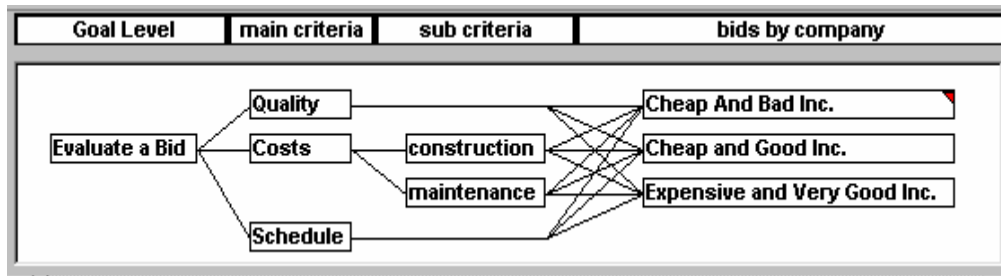 Goal Level main criteria sub criteria bids by company
Quality Cheap And Bad Inc.
Evaluate a Bid Costs construction Cheap and Good Inc.
maintenance Expensive and Very Good Inc.
Schedule